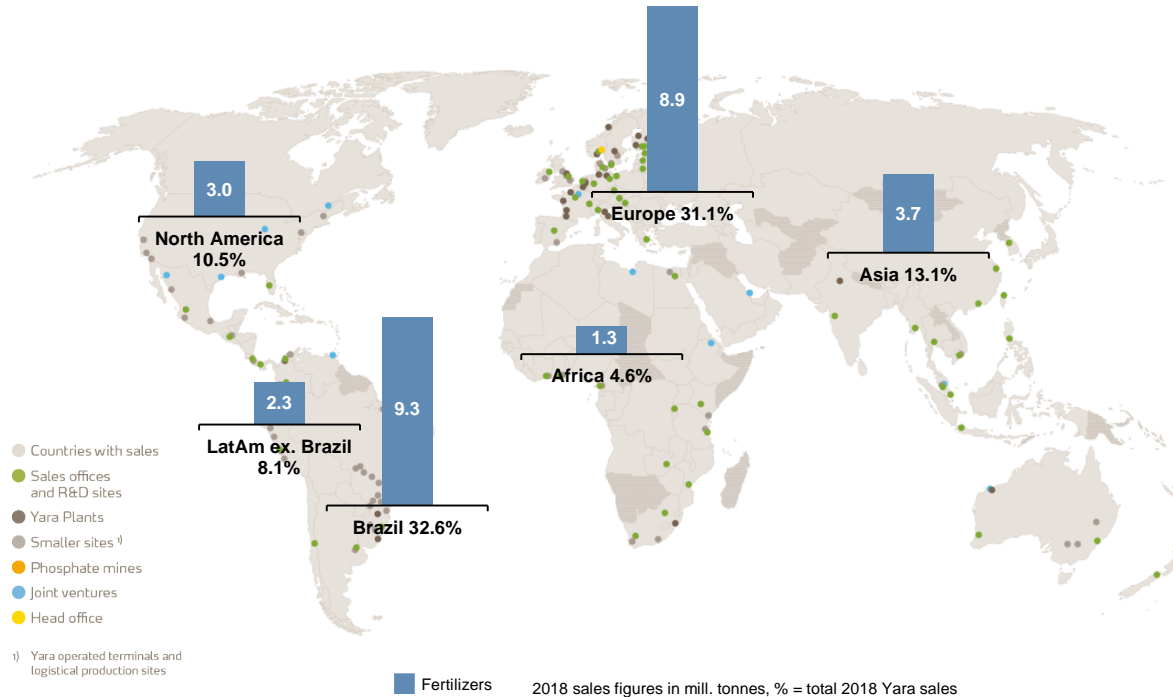 8.9
3.0
3.7
Europe 31.1%
North America
10.5%
Asia 13.1%
1.3
Africa 4.6%
2.3
9.3
LatAm ex. Brazil
8.1%
Brazil 32.6%
Countries with sales
Sales offices
and R&D sites
Yara Plants
Smaller sites ¹⁾
Phosphate mines
Joint ventures
Head office
1) Yara operated terminals and
logistical production sites
Fertilizers
2018 sales figures in mill. tonnes, % = total 2018 Yara sales